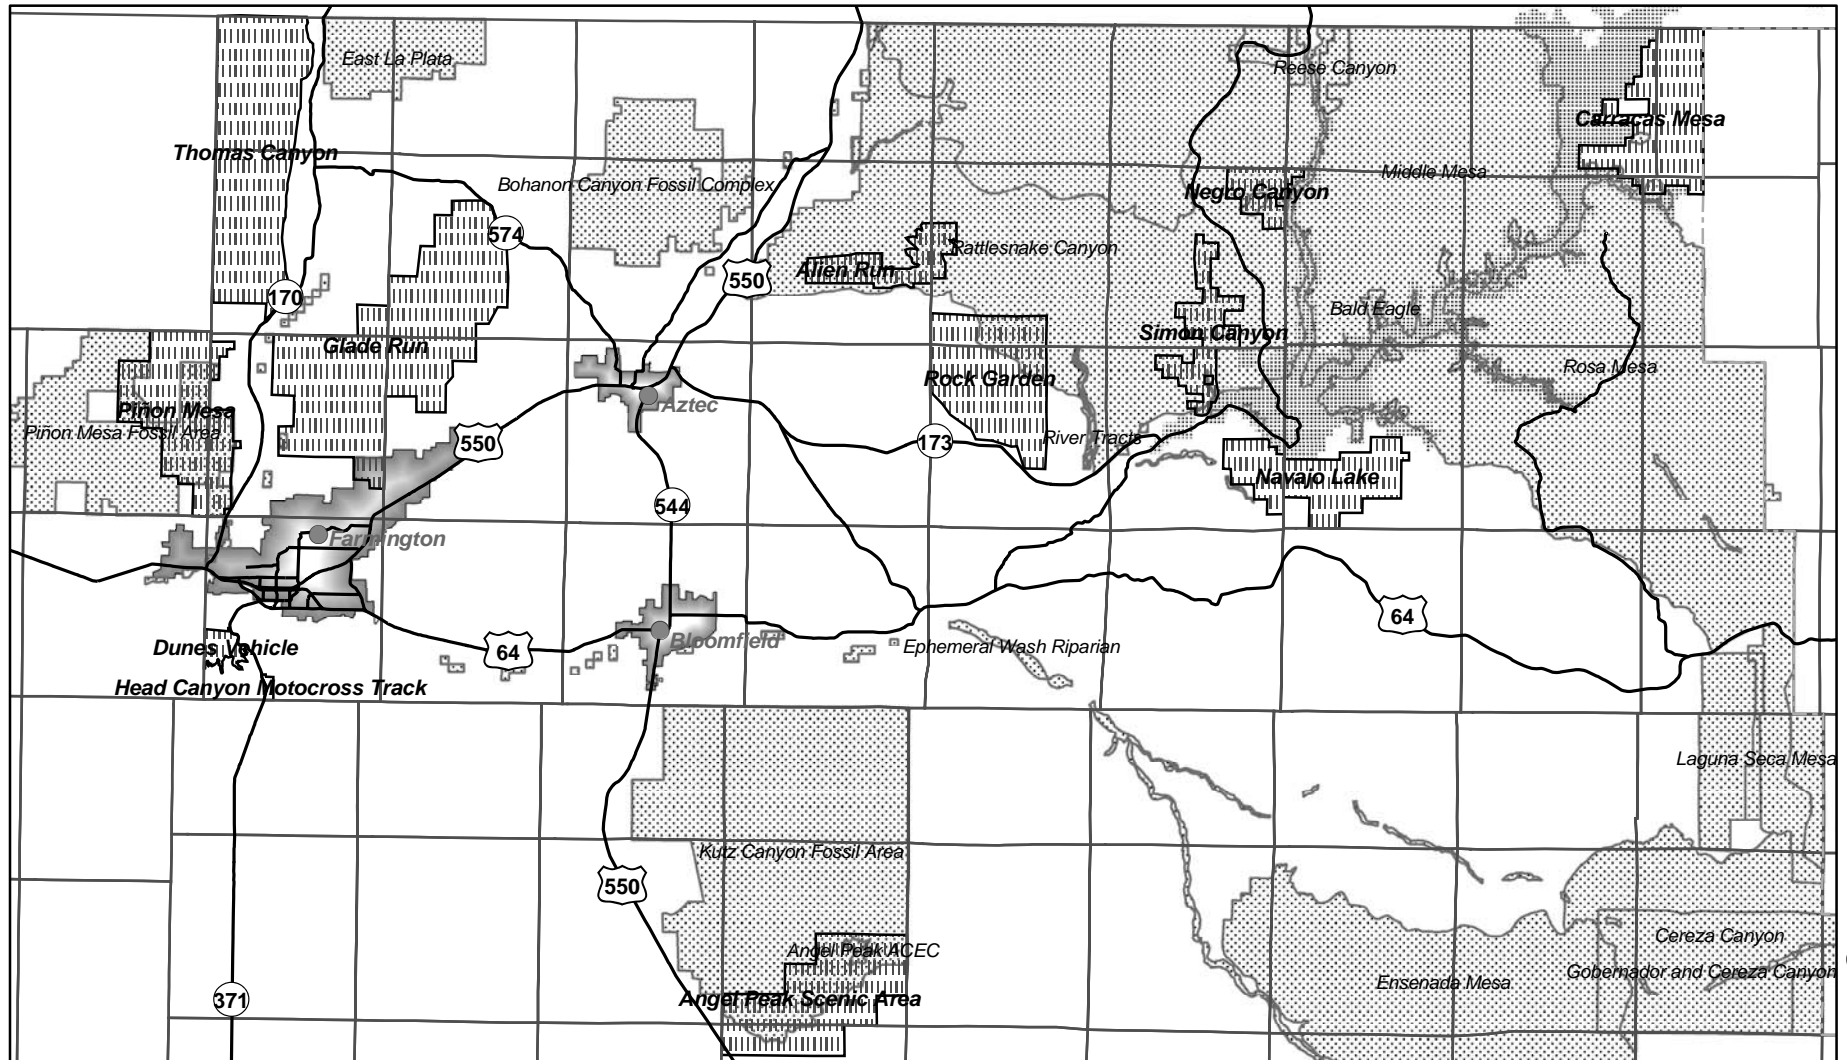 East La Plata
Reese Canyon
Carracas Mesa
Thomas Canyon
Middle Mesa
Bohanon Canyon Fossil Complex
Negro Canyon
574
Rattlesnake Canyon
Alien Run
550
170
Bald Eagle
Simon Canyon
Glade Run
Rosa Mesa
Rock Garden
Aztec
Piñon Mesa
Piñon Mesa Fossil Area
550
173
River Tracts
Navajo Lake
544
Farmington
64
Bloomfield
Dunes Vehicle
64
Ephemeral Wash Riparian
Head Canyon Motocross Track
Laguna Seca Mesa
Kutz Canyon Fossil Area
550
Cereza Canyon
Angel Peak ACEC
Gobernador and Cereza Canyon
Ensenada Mesa
371
Angel Peak Scenic Area